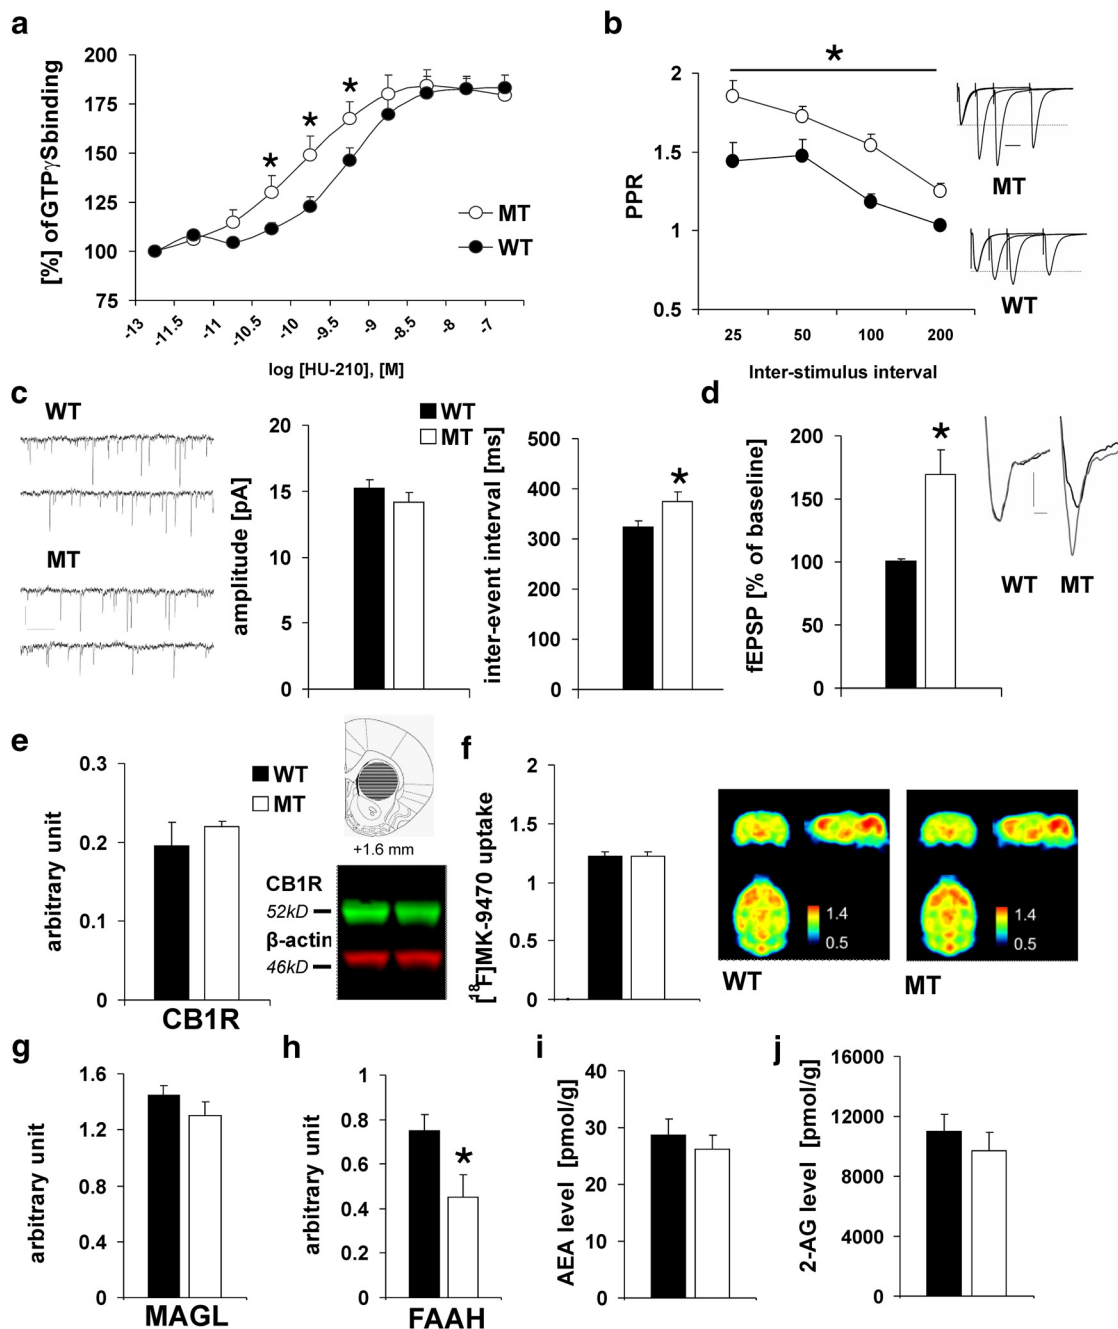 a
[%] of GTPγSbinding
200
175
150
125
100
75
* * *
MT
WT
-13 -11.5 -11 -10.5 -10 -9.5 -9 -8.5 -8 -7
log [HU-210], [M]
b
*
PPR
2
1.5
1
0.5
25 50 100 200
Inter-stimulus interval
MT
WT
c
WT
MT
amplitude [pA]
20
15
10
5
0
WT
MT
inter-event interval [ms]
500
400
300
200
100
0
*
d
fEPSP [% of baseline]
200
150
100
50
0
*
WT MT
e
arbitrary unit
0.3
0.2
0.1
0
CB1R
WT
MT
+1.6 mm
CB1R
52kD
β-actin
46kD
f
[18F]MK-9470 uptake
2
1.5
1
0.5
0
1.4
0.5
WT
1.4
0.5
MT
g
arbitrary unit
1.6
1.2
0.8
0.4
0
MAGL
h
arbitrary unit
1
0.8
0.6
0.4
0.2
0
*
FAAH
i
AEA level [pmol/g]
40
30
20
10
0
j
2-AG level [pmol/g]
16000
12000
8000
4000
0